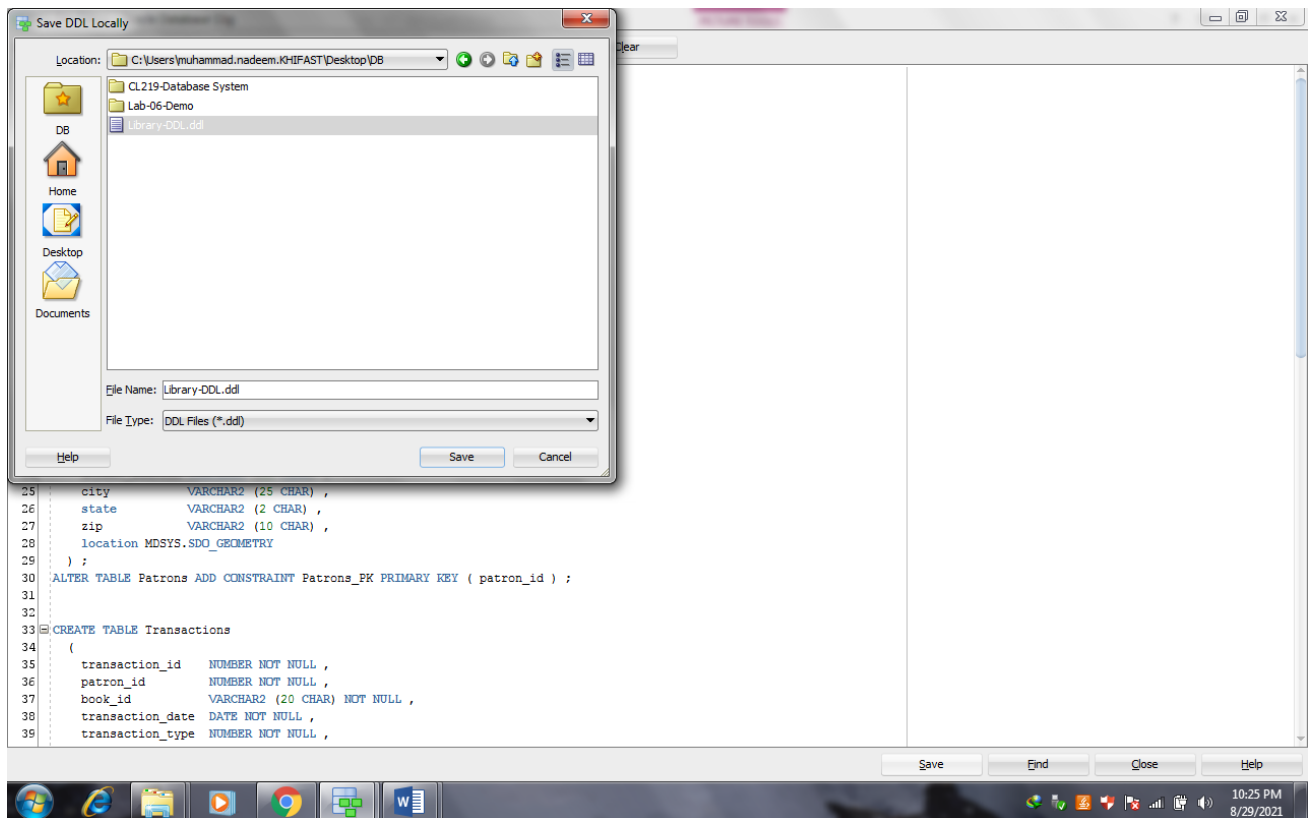 Save DDL Locally
Clear
Location: C:\Users\muhammad.nadeem.KHIFAST\Desktop\DB
CL219-Database System
Lab-06-Demo
Library-DDL.ddl
DB
Home
Desktop
Documents
File Name: Library-DDL.ddl
File Type: DDL Files (*.ddl)
Help Save Cancel
25 city VARCHAR2 (25 CHAR) ,
26 state VARCHAR2 (2 CHAR) ,
27 zip VARCHAR2 (10 CHAR) ,
28 location MDSYS.SDO_GEOMETRY
29 ) ;
30 ALTER TABLE Patrons ADD CONSTRAINT Patrons_PK PRIMARY KEY ( patron_id ) ;
31
32
33 CREATE TABLE Transactions
34 (
35 transaction_id NUMBER NOT NULL ,
36 patron_id NUMBER NOT NULL ,
37 book_id VARCHAR2 (20 CHAR) NOT NULL ,
38 transaction_date DATE NOT NULL ,
39 transaction_type NUMBER NOT NULL ,
Save Find Close Help
10:25 PM
8/29/2021